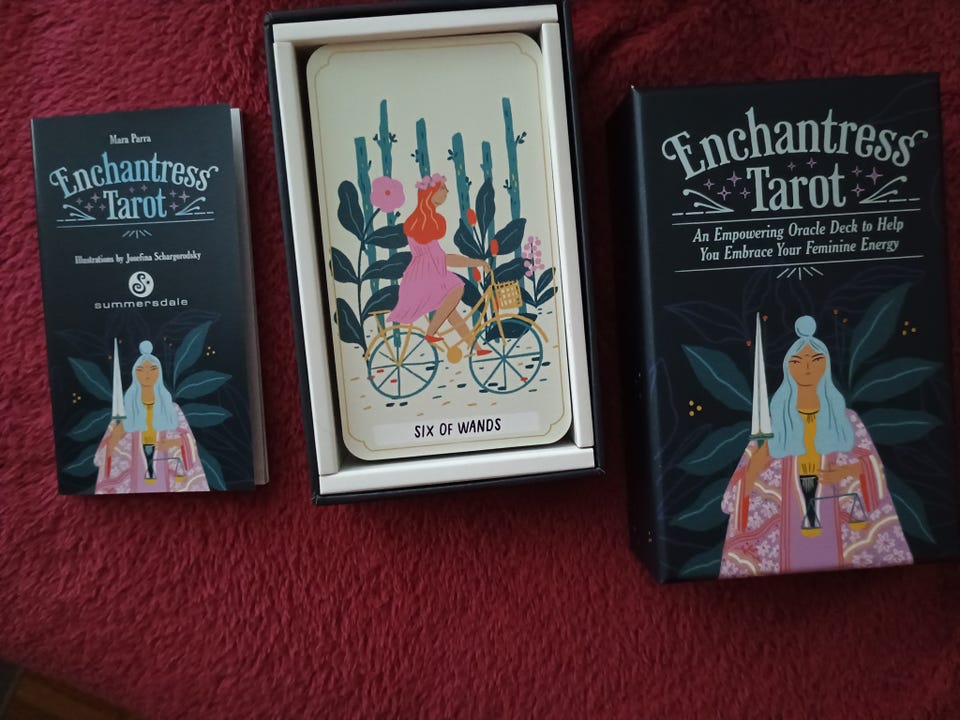 Mara Parra
Enchantress
Tarot
Illustrations by Josefina Schargorodsky
summersdale
SIX OF WANDS
Enchantress
Tarot
An Empowering Oracle Deck to Help
You Embrace Your Feminine Energy